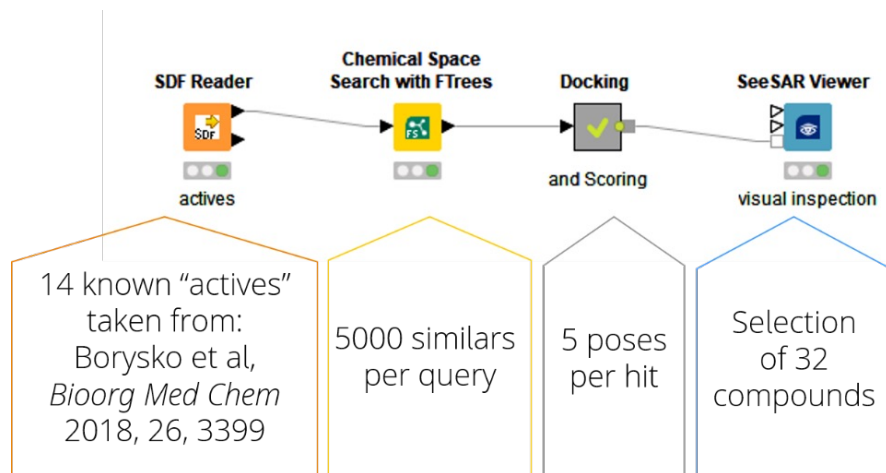 SDF Reader
SDF
actives
Chemical Space
Search with FTrees
FS
Docking
and Scoring
SeeSAR Viewer
visual inspection
14 known “actives”
taken from:
Borysko et al,
Bioorg Med Chem
2018, 26, 3399
5000 similars
per query
5 poses
per hit
Selection
of 32
compounds